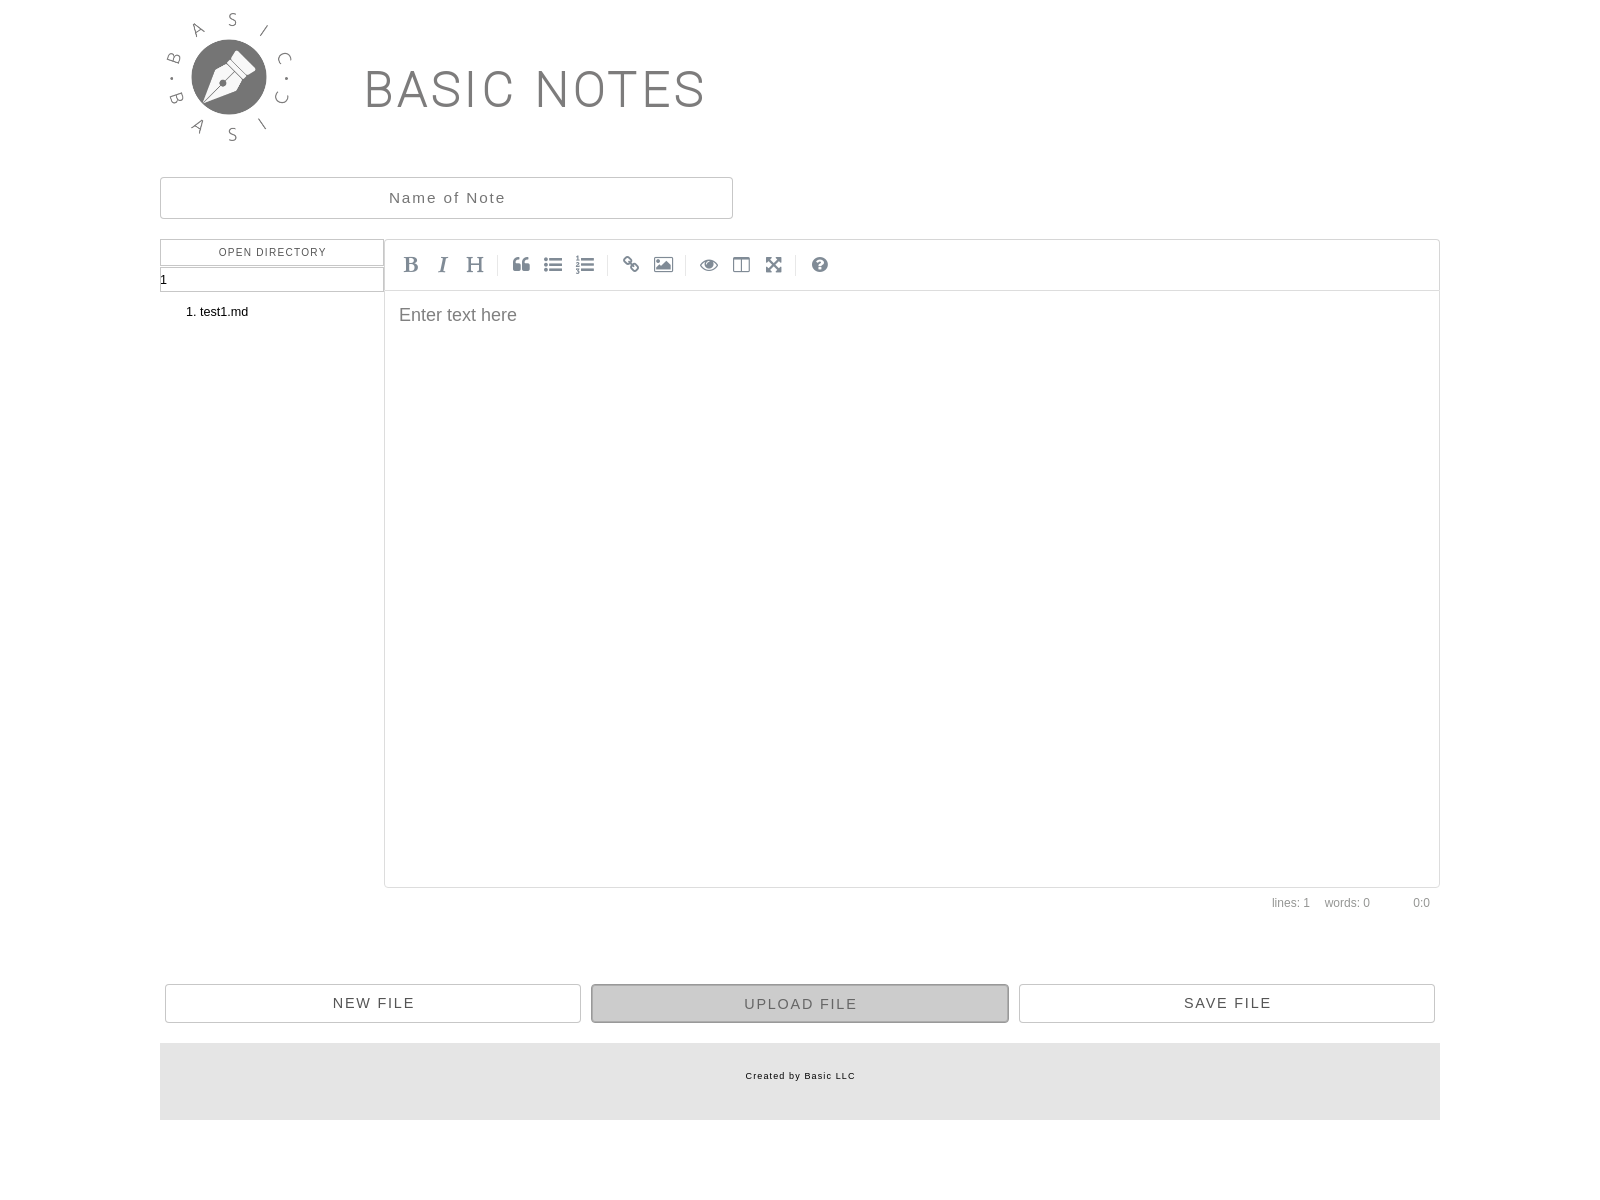 BASIC • BASIC •
BASIC NOTES
Name of Note
OPEN DIRECTORY
1
1. test1.md
B I H
Enter text here
lines: 1 words: 0 0:0
NEW FILE
UPLOAD FILE
SAVE FILE
Created by Basic LLC